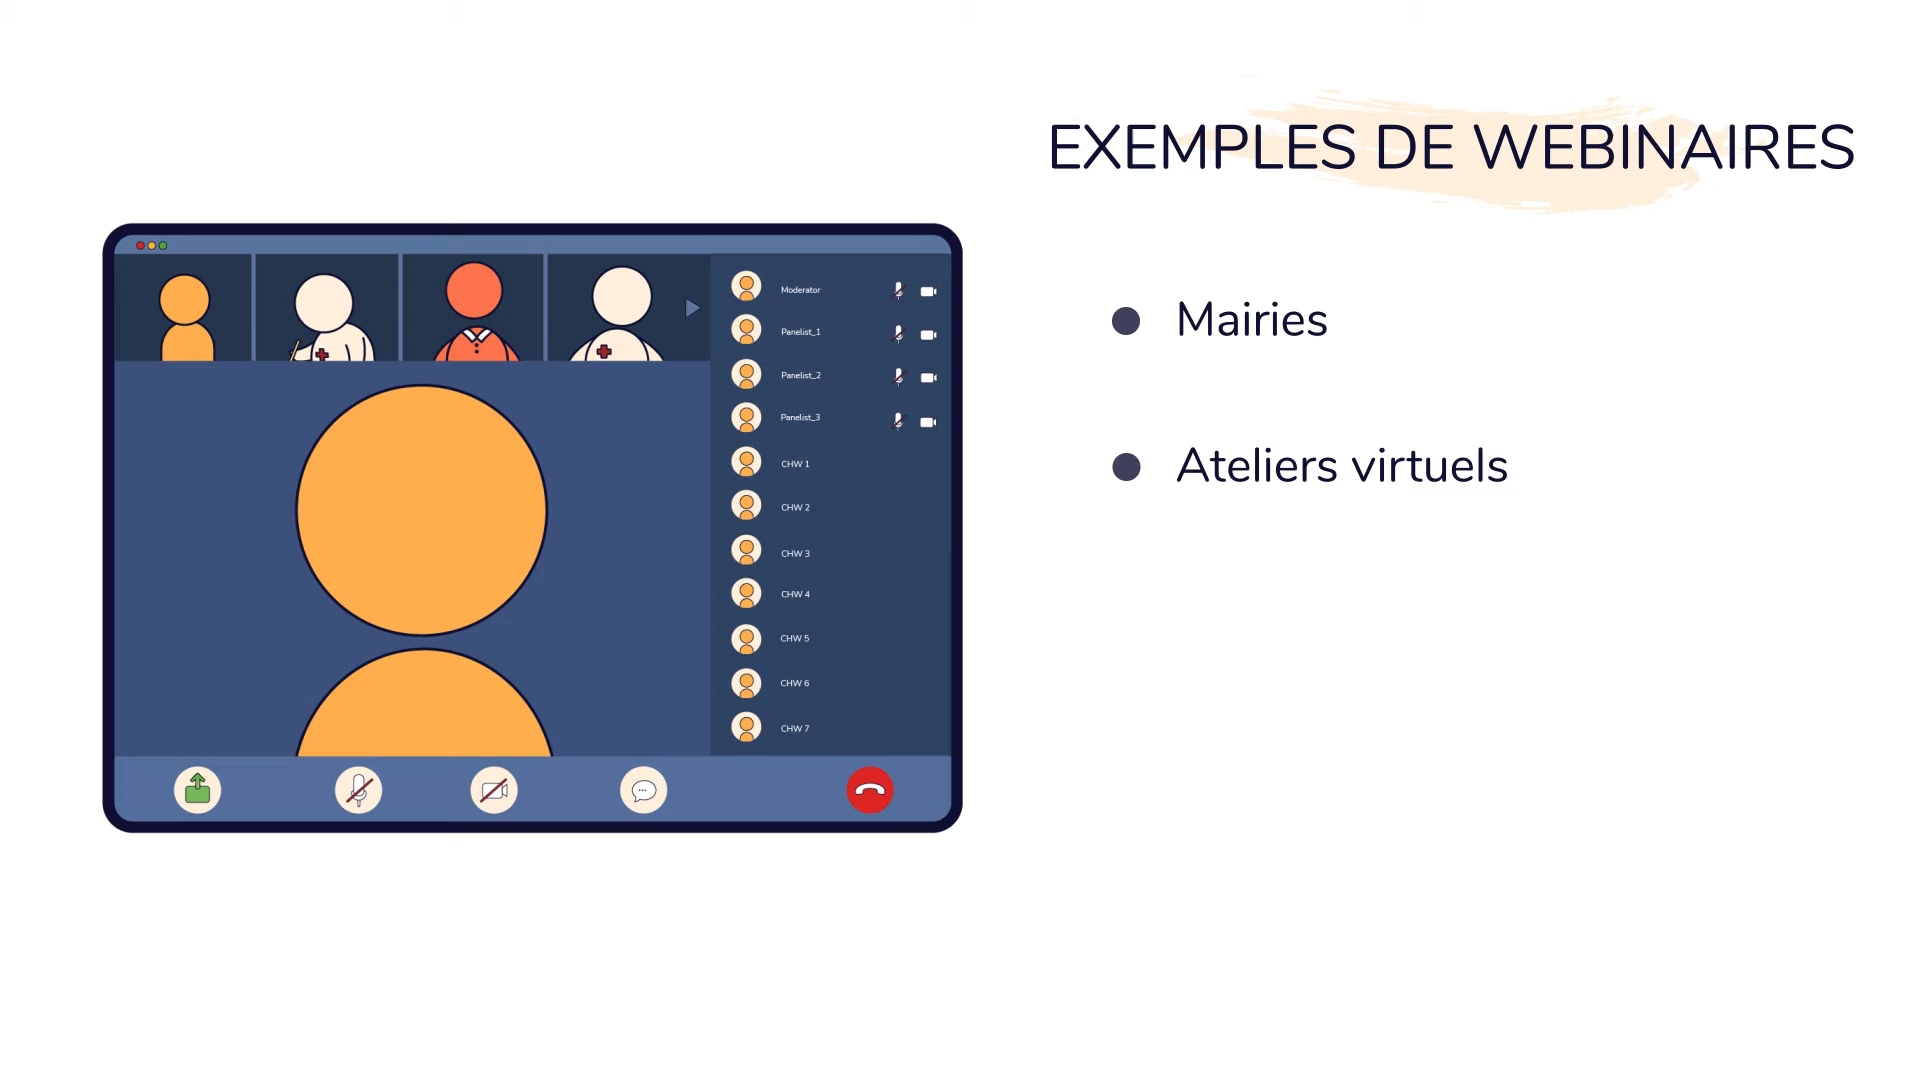 EXEMPLES DE WEBINAIRES
Mairies
Ateliers virtuels
Moderator
Panelist_1
Panelist_2
Panelist_3
CHW 1
CHW 2
CHW 3
CHW 4
CHW 5
CHW 6
CHW 7